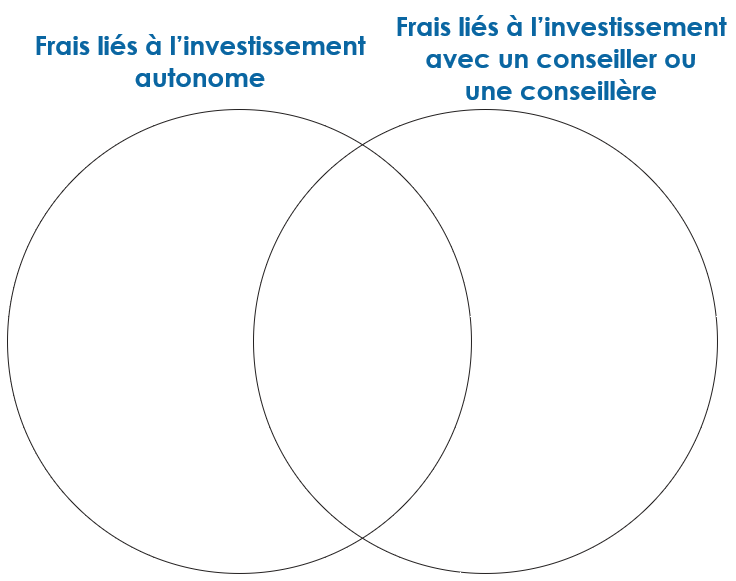 Frais liés à l’investissement
autonome
Frais liés à l’investissement
avec un conseiller ou
une conseillère